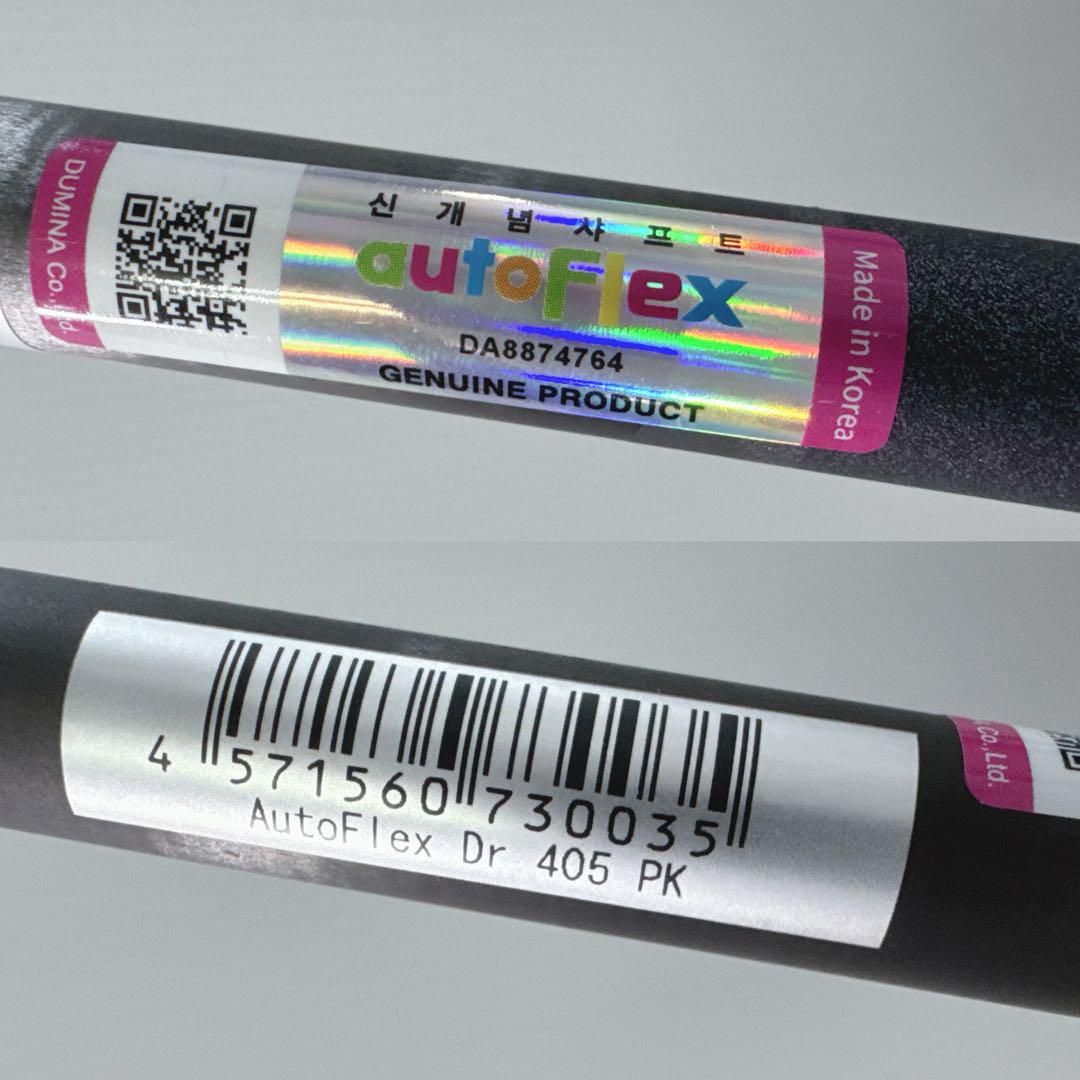 DUMINA Co.,Ltd.
신개념샤프트
autoFlex
DA8874764
GENUINE PRODUCT
Made in Korea
4 571560 730035
AutoFlex Dr 405 PK
Co.,Ltd.